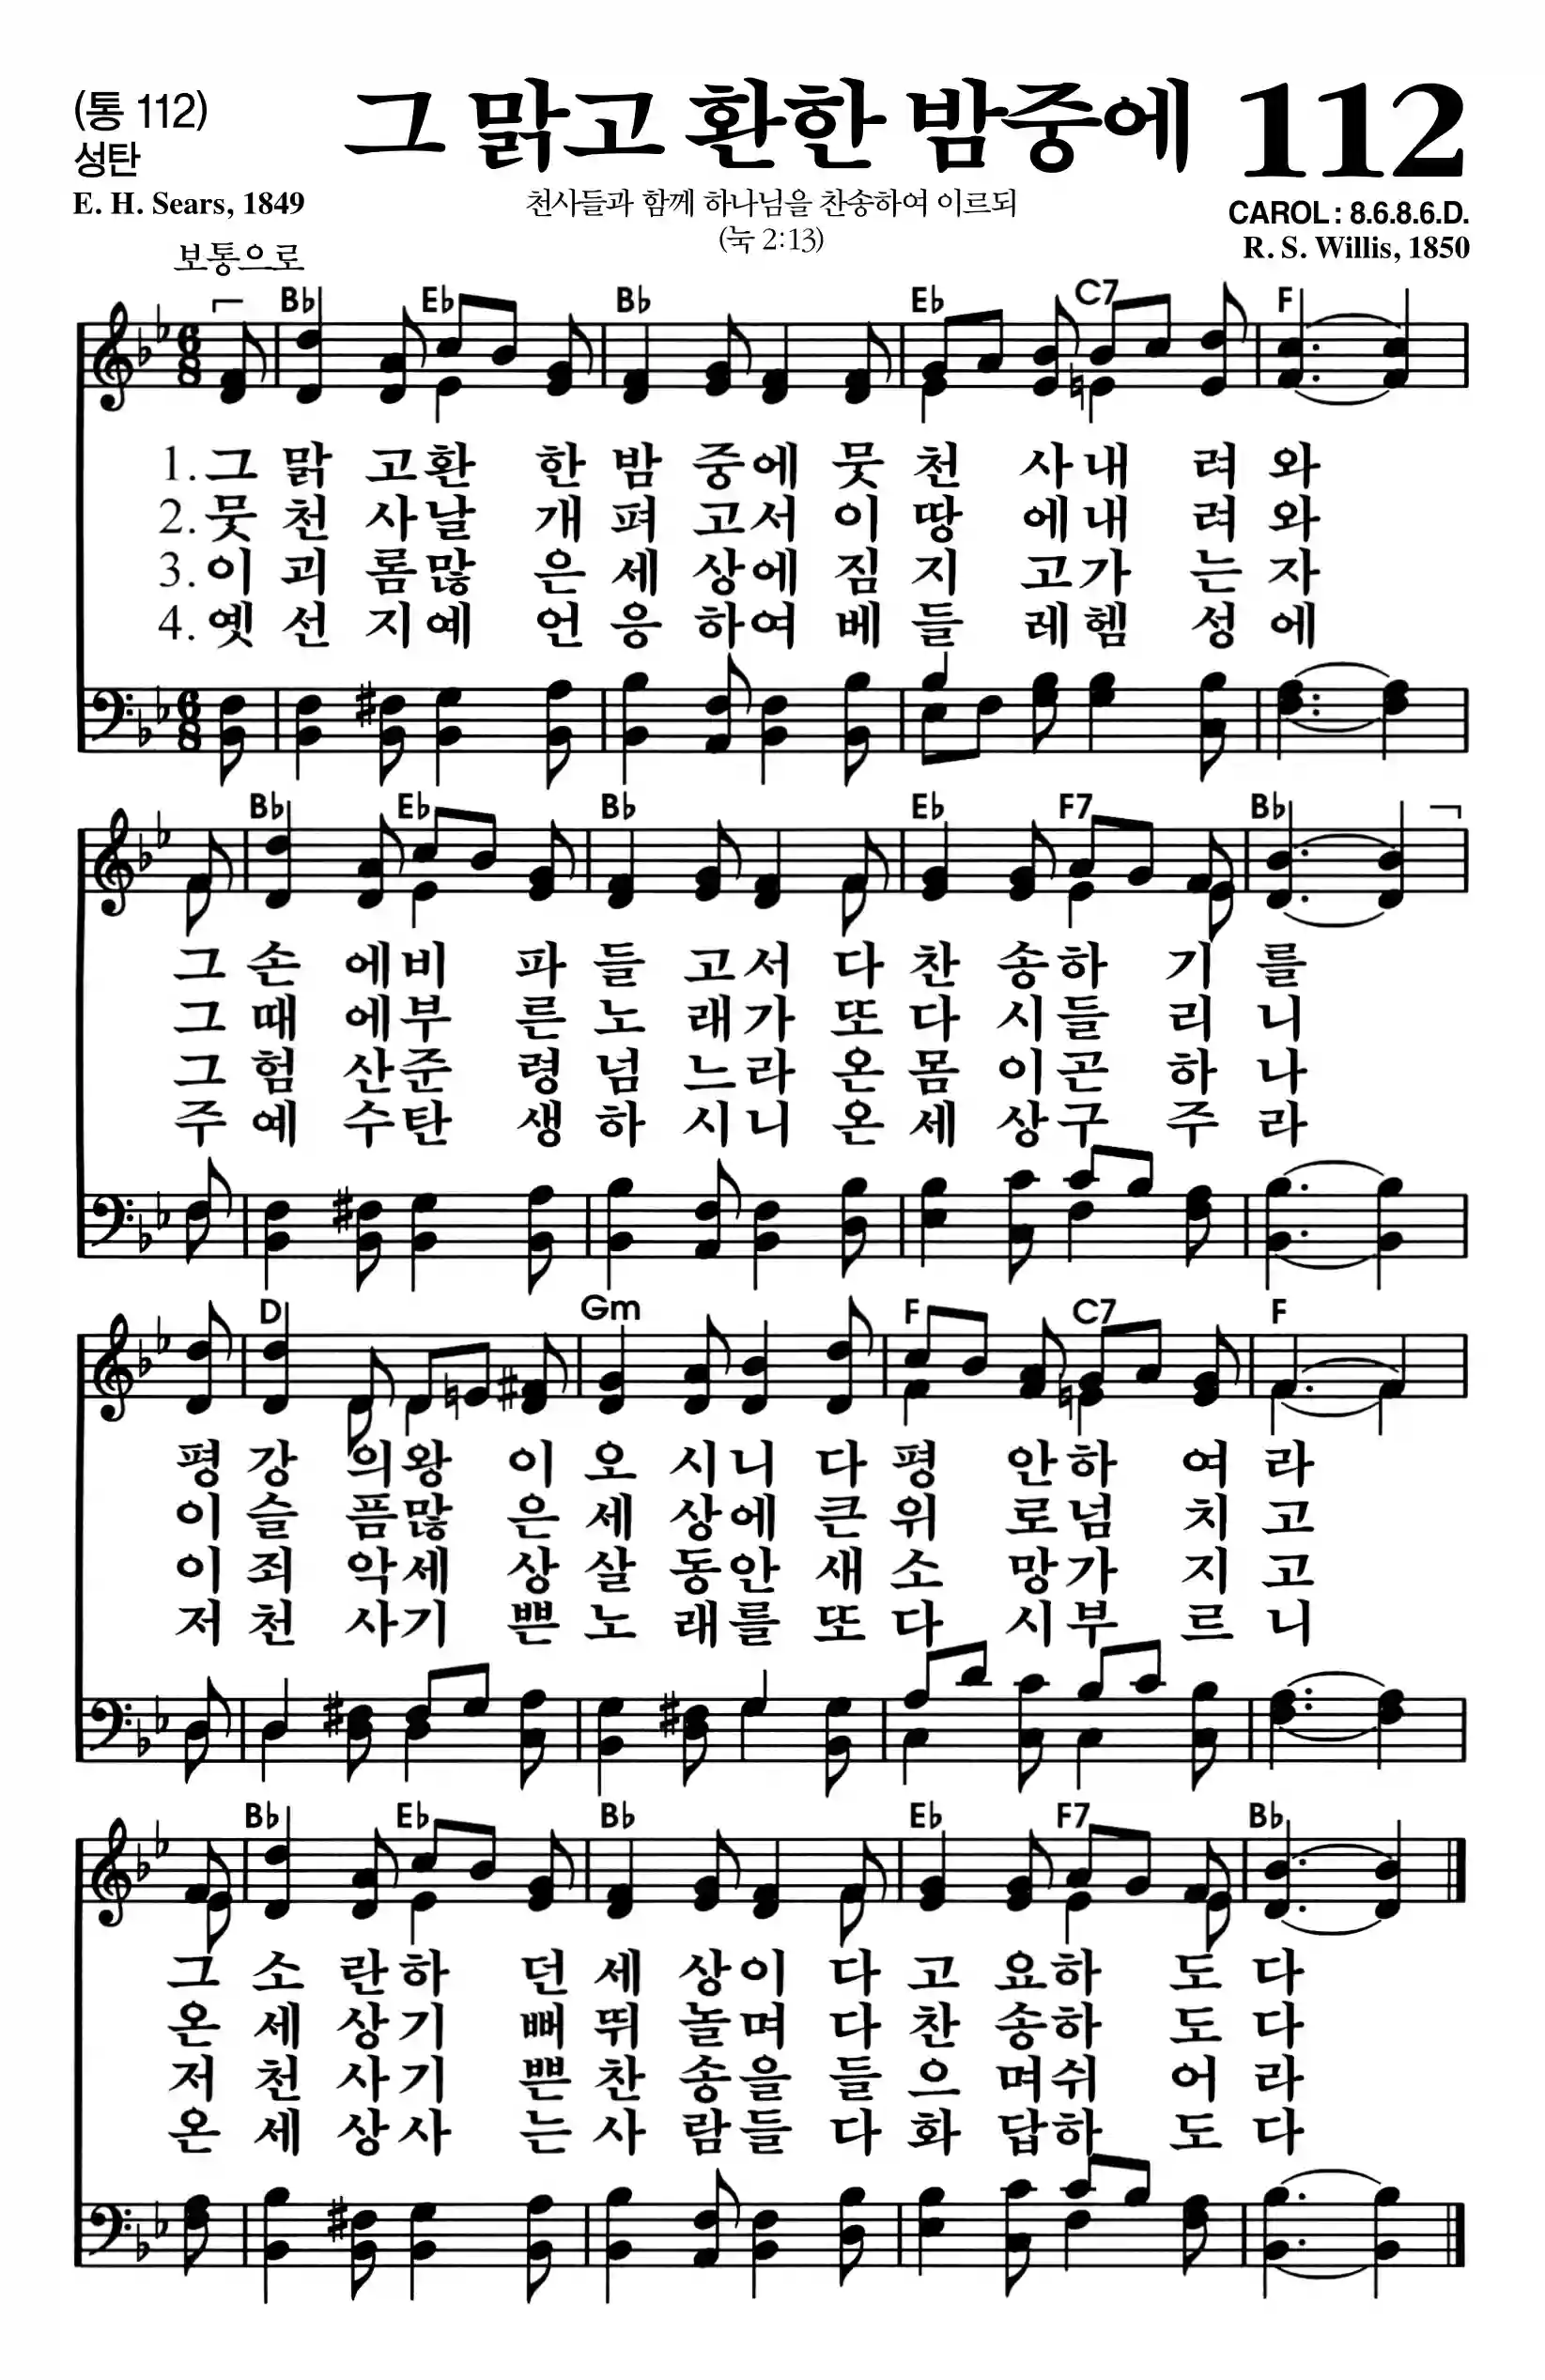 (통 112)
성탄
E. H. Sears, 1849
그 맑고 환한 밤중에
112
천사들과 함께 하나님을 찬송하여 이르되
(눅 2:13)
CAROL : 8.6.8.6.D.
R. S. Willis, 1850
보통으로
B♭ E♭ B♭ E♭ C7 F
1. 그 맑 고환 한 밤 중에 뭇 천 사내 려 와
2. 뭇 천 사날 개 펴 고서 이 땅 에내 려 와
3. 이 괴 롬많 은 세 상에 짐 지 고가 는 자
4. 옛 선 지예 언 응 하여 베 들 레헴 성 에
B♭ E♭ B♭ E♭ F7 B♭
그 손 에비 파 들 고서 다 찬 송하 기 를
그 때 에부 른 노 래가 또 다 시들 리 니
그 험 산준 령 넘 느라 온 몸 이곤 하 나
주 예 수탄 생 하 시니 온 세 상구 주 라
D Gm F C7 F
평 강 의왕 이 오 시니 다 평 안하 여 라
이 슬 픔많 은 세 상에 큰 위 로넘 치 고
이 죄 악세 상 살 동안 새 소 망가 지 고
저 천 사기 쁜 노 래를 또 다 시부 르 니
B♭ E♭ B♭ E♭ F7 B♭
그 소 란하 던 세 상이 다 고 요하 도 다
온 세 상기 뻐 뛰 놀며 다 찬 송하 도 다
저 천 사기 쁜 찬 송을 들 으 며쉬 어 라
온 세 상사 는 사 람들 다 화 답하 도 다